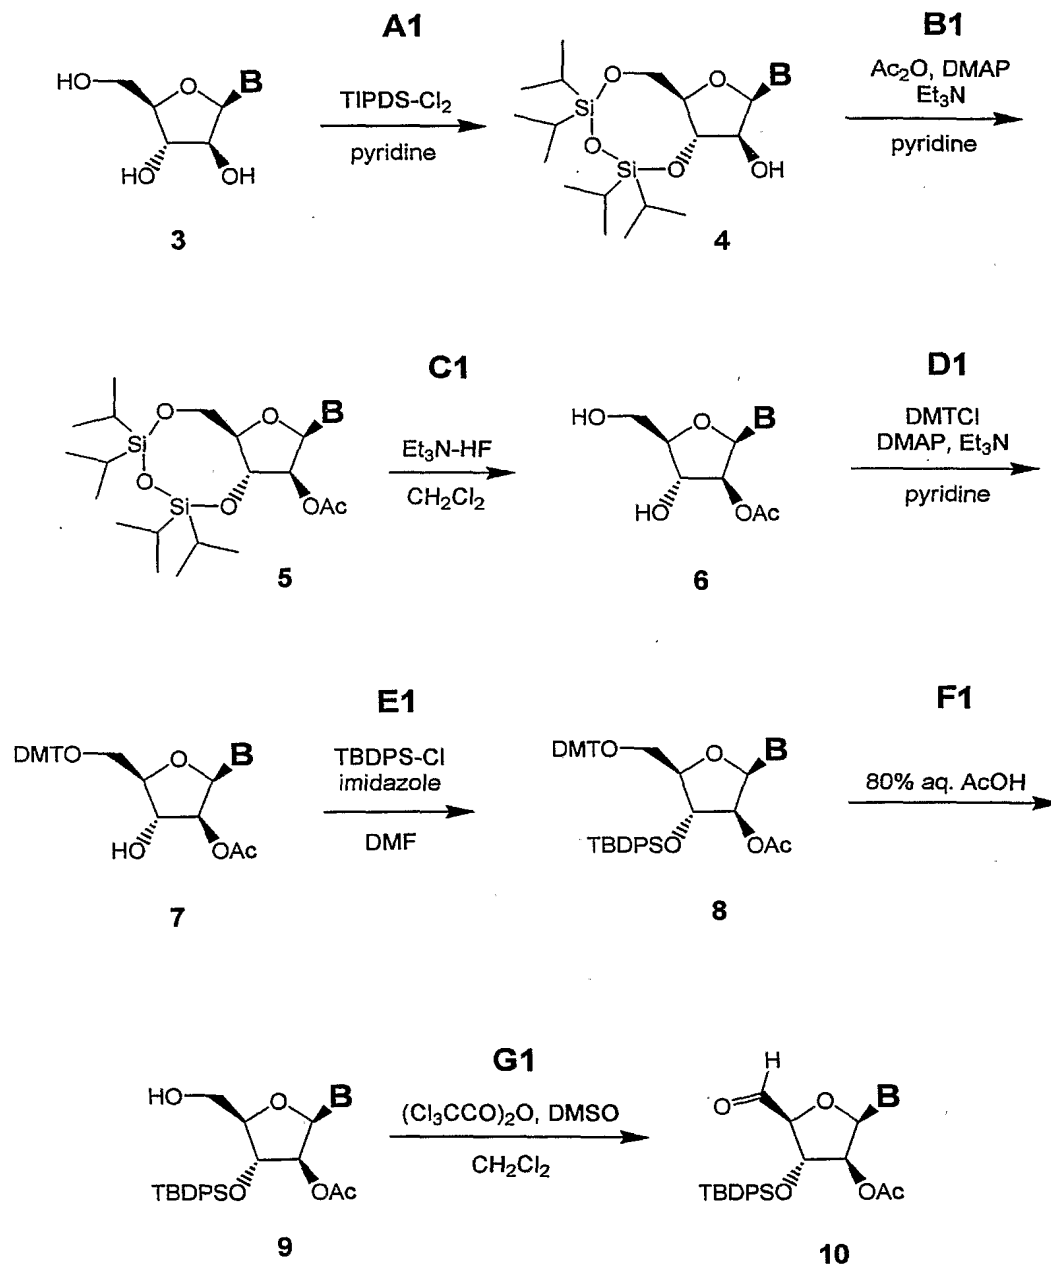 A1
HO
O
B
HO
OH
TIPDS-Cl2
pyridine
3
O
Si
O
Si
O
O
B
OH
4
B1
Ac2O, DMAP
Et3N
pyridine
O
Si
O
Si
O
O
B
OAc
5
C1
Et3N-HF
CH2Cl2
HO
O
B
HO
OAc
6
D1
DMTCl
DMAP, Et3N
pyridine
DMTO
O
B
HO
OAc
7
E1
TBDPS-Cl
imidazole
DMF
DMTO
O
B
TBDPSO
OAc
8
F1
80% aq. AcOH
HO
O
B
TBDPSO
OAc
9
G1
(Cl3CCO)2O, DMSO
CH2Cl2
H
O
O
B
TBDPSO
OAc
10